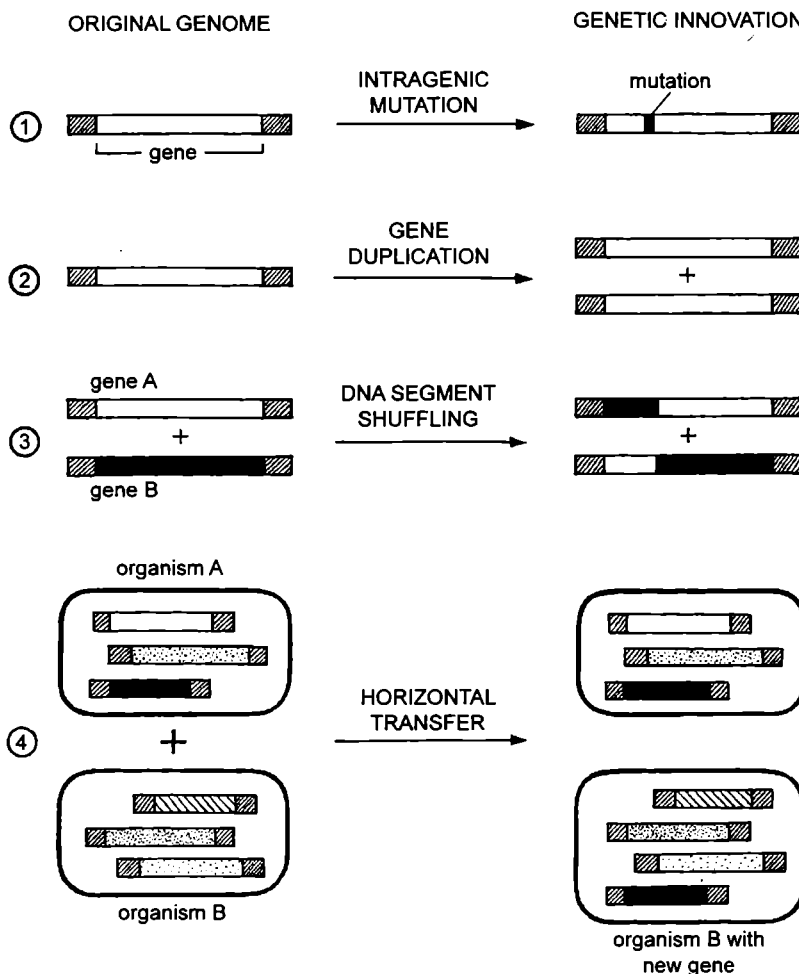 ORIGINAL GENOME
GENETIC INNOVATION
INTRAGENIC
MUTATION
mutation
1
gene
GENE
DUPLICATION
2
+
gene A
DNA SEGMENT
SHUFFLING
3
+
+
gene B
organism A
HORIZONTAL
TRANSFER
4
+
organism B
organism B with
new gene